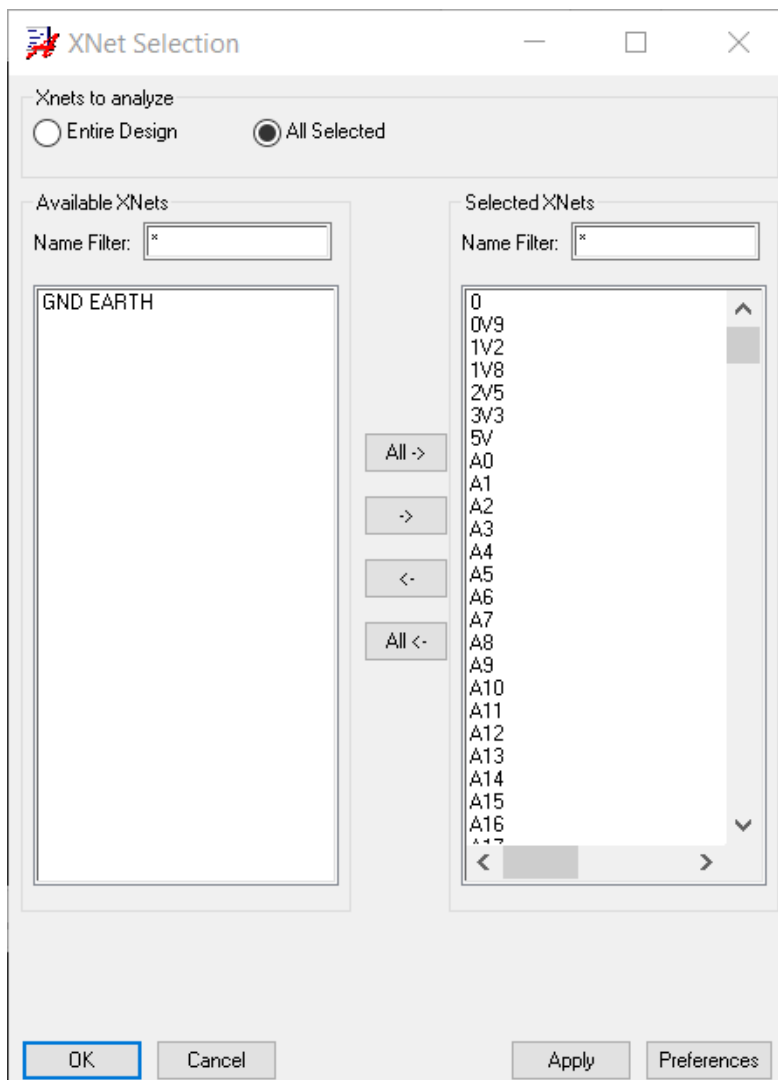 XNet Selection
Xnets to analyze
Entire Design
All Selected
Available XNets
Name Filter: *
GND EARTH
All ->
->
<-
All <-
Selected XNets
Name Filter: *
0
0V9
1V2
1V8
2V5
3V3
5V
A0
A1
A2
A3
A4
A5
A6
A7
A8
A9
A10
A11
A12
A13
A14
A15
A16
A17
OK
Cancel
Apply
Preferences